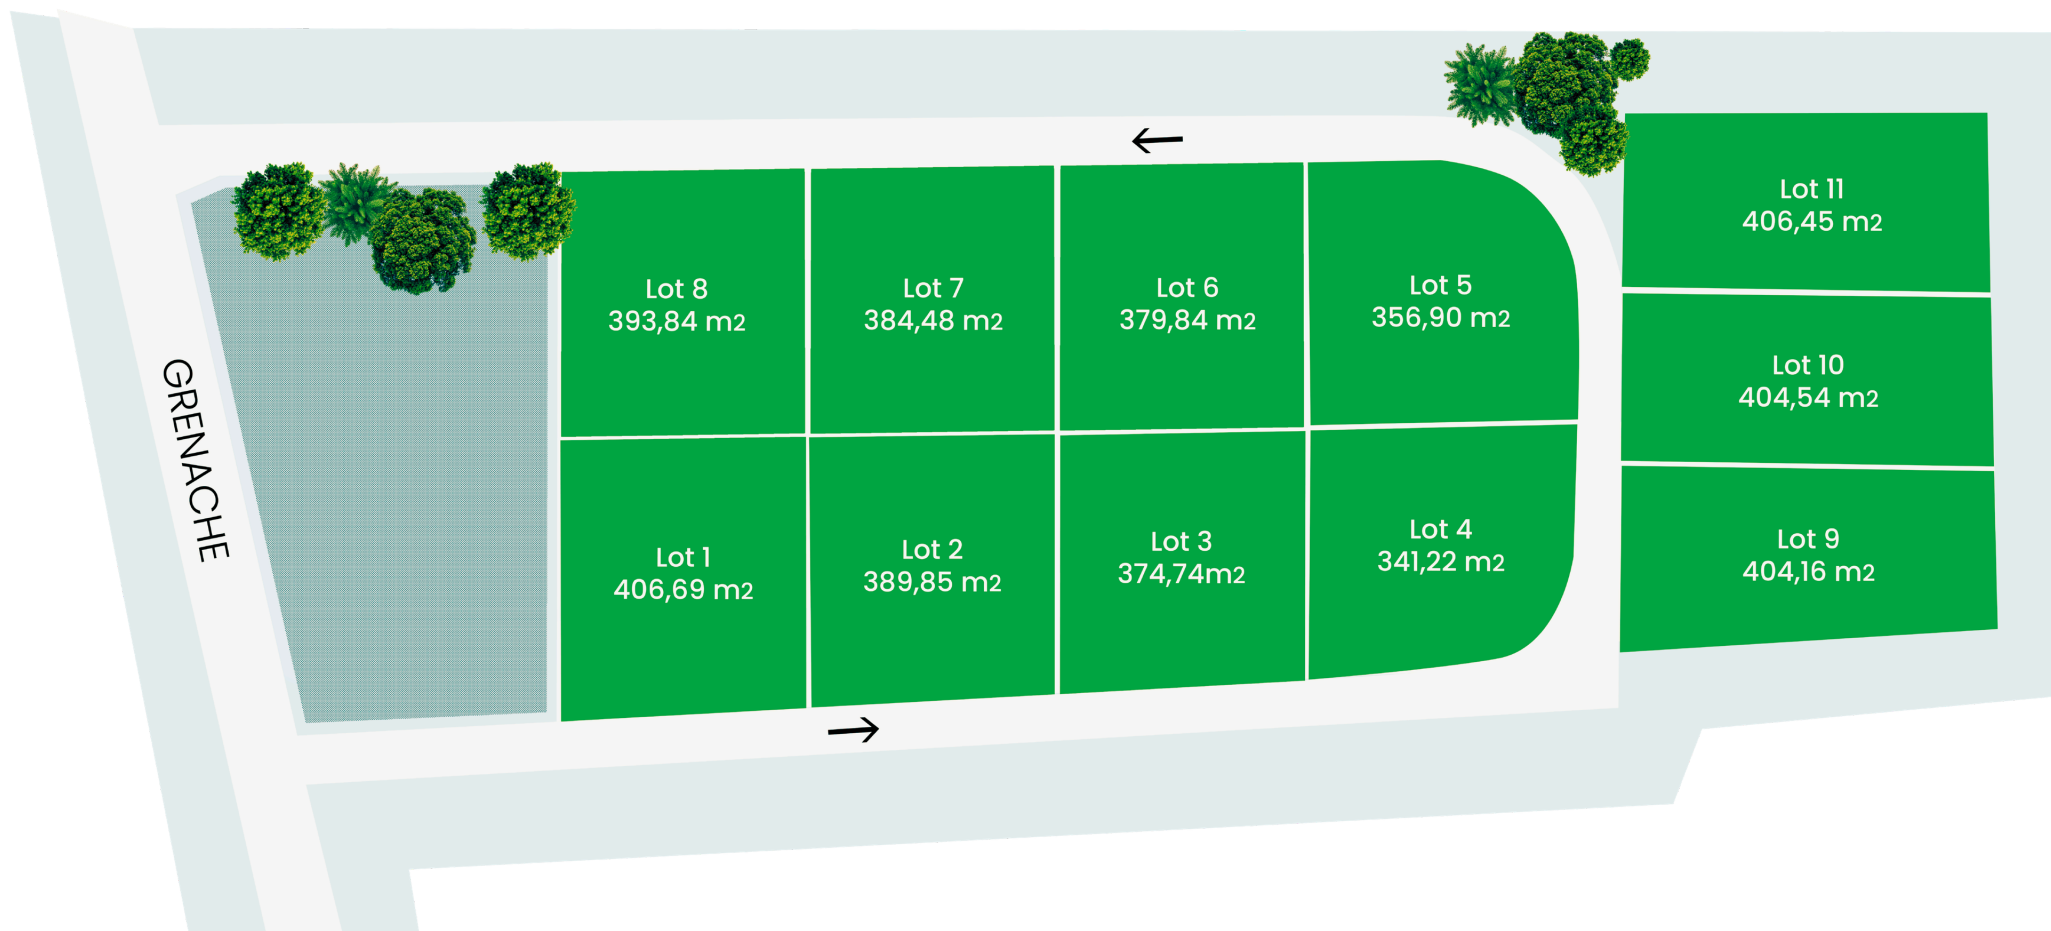 GRENACHE
Lot 8
393,84 m2
Lot 7
384,48 m2
Lot 6
379,84 m2
Lot 5
356,90 m2
Lot 11
406,45 m2
Lot 10
404,54 m2
Lot 9
404,16 m2
Lot 1
406,69 m2
Lot 2
389,85 m2
Lot 3
374,74m2
Lot 4
341,22 m2